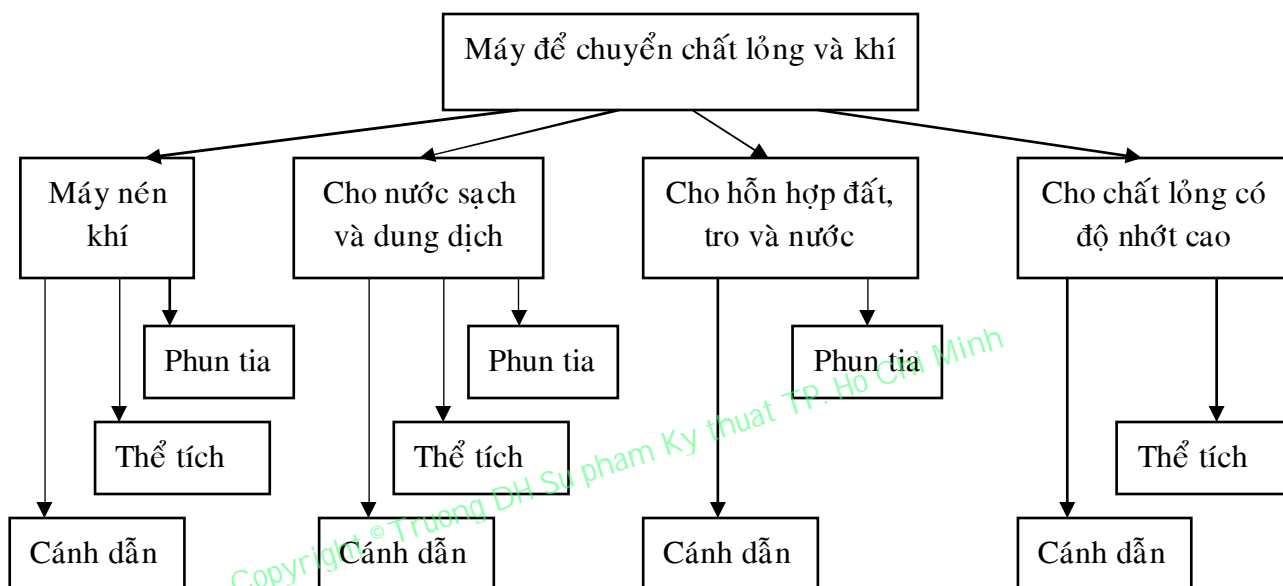 Máy để chuyển chất lỏng và khí
Máy nén
khí
Cho nước sạch
và dung dịch
Cho hỗn hợp đất,
tro và nước
Cho chất lỏng có
độ nhớt cao
Phun tia
Phun tia
Phun tia
Thể tích
Thể tích
Thể tích
Cánh dẫn
Cánh dẫn
Cánh dẫn
Cánh dẫn
Copyright © Truong DH Su pham Ky thuat TP. Ho Chi Minh